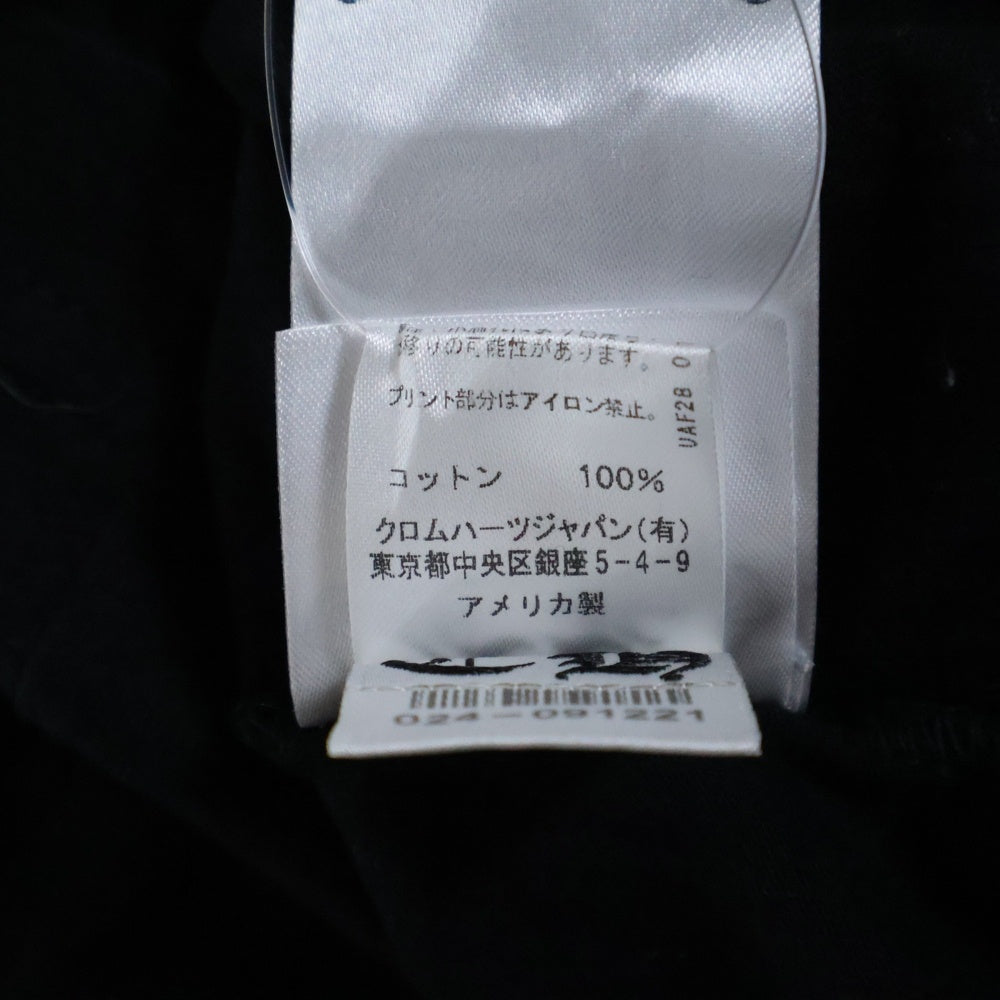 移りの可能性があります。
プリント部分はアイロン禁止。
UAF28
コットン 100%
クロムハーツジャパン(有)
東京都中央区銀座5-4-9
アメリカ製
024-091221